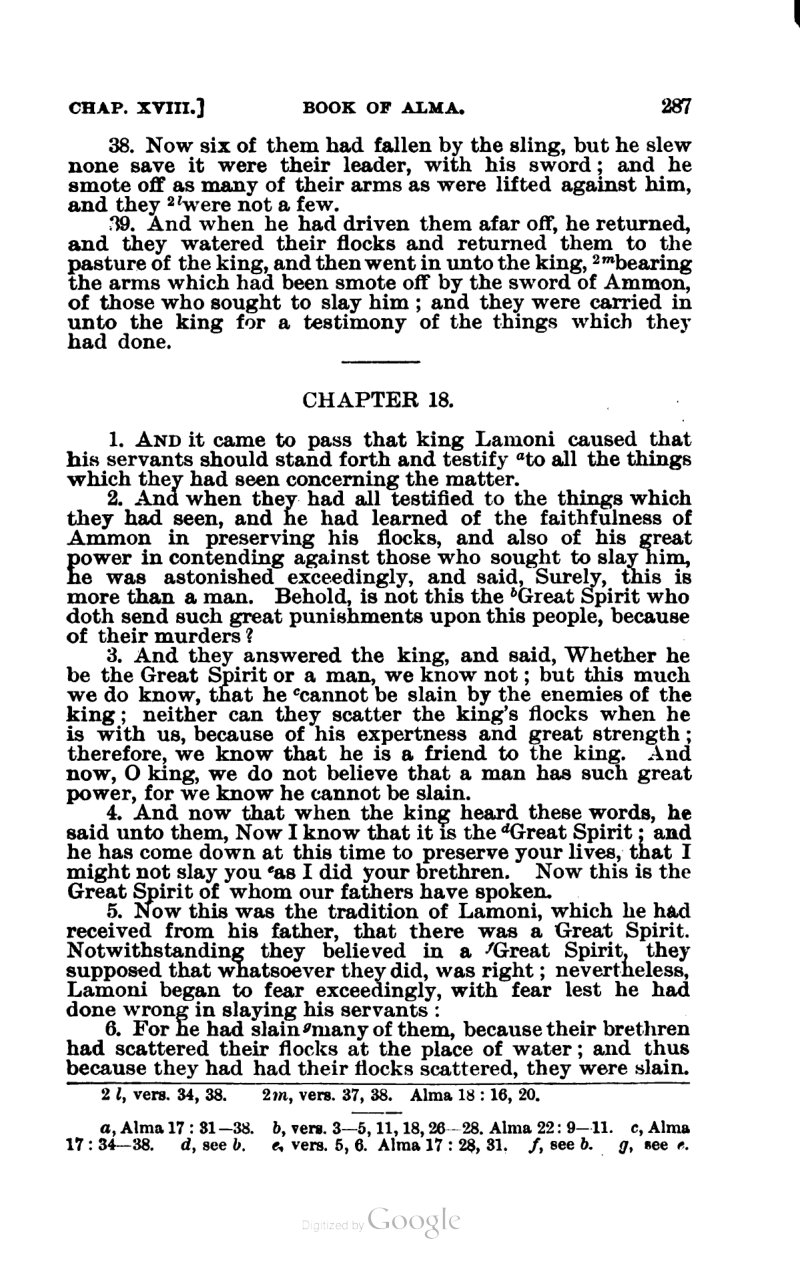 CHAP. XVIII.] BOOK OF ALMA. 287
38. Now six of them had fallen by the sling, but he slew
none save it were their leader, with his sword; and he
smote off as many of their arms as were lifted against him,
and they ²ˡwere not a few.
39. And when he had driven them afar off, he returned,
and they watered their flocks and returned them to the
pasture of the king, and then went in unto the king, ²ᵐbearing
the arms which had been smote off by the sword of Ammon,
of those who sought to slay him; and they were carried in
unto the king for a testimony of the things which they
had done.
CHAPTER 18.
1. AND it came to pass that king Lamoni caused that
his servants should stand forth and testify ᵃto all the things
which they had seen concerning the matter.
2. And when they had all testified to the things which
they had seen, and he had learned of the faithfulness of
Ammon in preserving his flocks, and also of his great
power in contending against those who sought to slay him,
he was astonished exceedingly, and said, Surely, this is
more than a man. Behold, is not this the ᵇGreat Spirit who
doth send such great punishments upon this people, because
of their murders?
3. And they answered the king, and said, Whether he
be the Great Spirit or a man, we know not; but this much
we do know, that he ᶜcannot be slain by the enemies of the
king; neither can they scatter the king's flocks when he
is with us, because of his expertness and great strength;
therefore, we know that he is a friend to the king. And
now, O king, we do not believe that a man has such great
power, for we know he cannot be slain.
4. And now that when the king heard these words, he
said unto them, Now I know that it is the ᵈGreat Spirit; and
he has come down at this time to preserve your lives, that I
might not slay you ᵉas I did your brethren. Now this is the
Great Spirit of whom our fathers have spoken.
5. Now this was the tradition of Lamoni, which he had
received from his father, that there was a Great Spirit.
Notwithstanding they believed in a ᶠGreat Spirit, they
supposed that whatsoever they did, was right; nevertheless,
Lamoni began to fear exceedingly, with fear lest he had
done wrong in slaying his servants:
6. For he had slain ᵍmany of them, because their brethren
had scattered their flocks at the place of water; and thus
because they had had their flocks scattered, they were slain.
2 l, vers. 34, 38. 2m, vers. 37, 38. Alma 18 : 16, 20.
a, Alma 17 : 31—38. b, vers. 3—5, 11, 18, 26—28. Alma 22 : 9—11. c, Alma
17 : 34—38. d, see b. e, vers. 5, 6. Alma 17 : 28, 31. f, see b. g, see e.
Digitized by Google